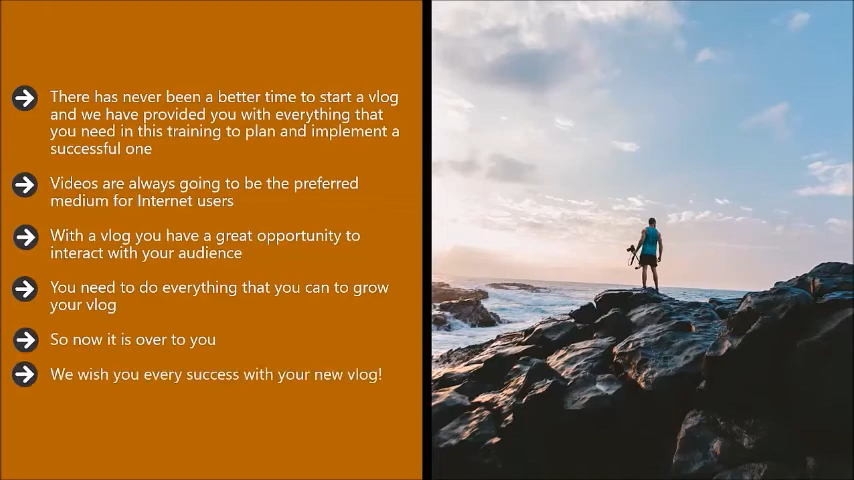 There has never been a better time to start a vlog
and we have provided you with everything that
you need in this training to plan and implement a
successful one
Videos are always going to be the preferred
medium for Internet users
With a vlog you have a great opportunity to
interact with your audience
You need to do everything that you can to grow
your vlog
So now it is over to you
We wish you every success with your new vlog!